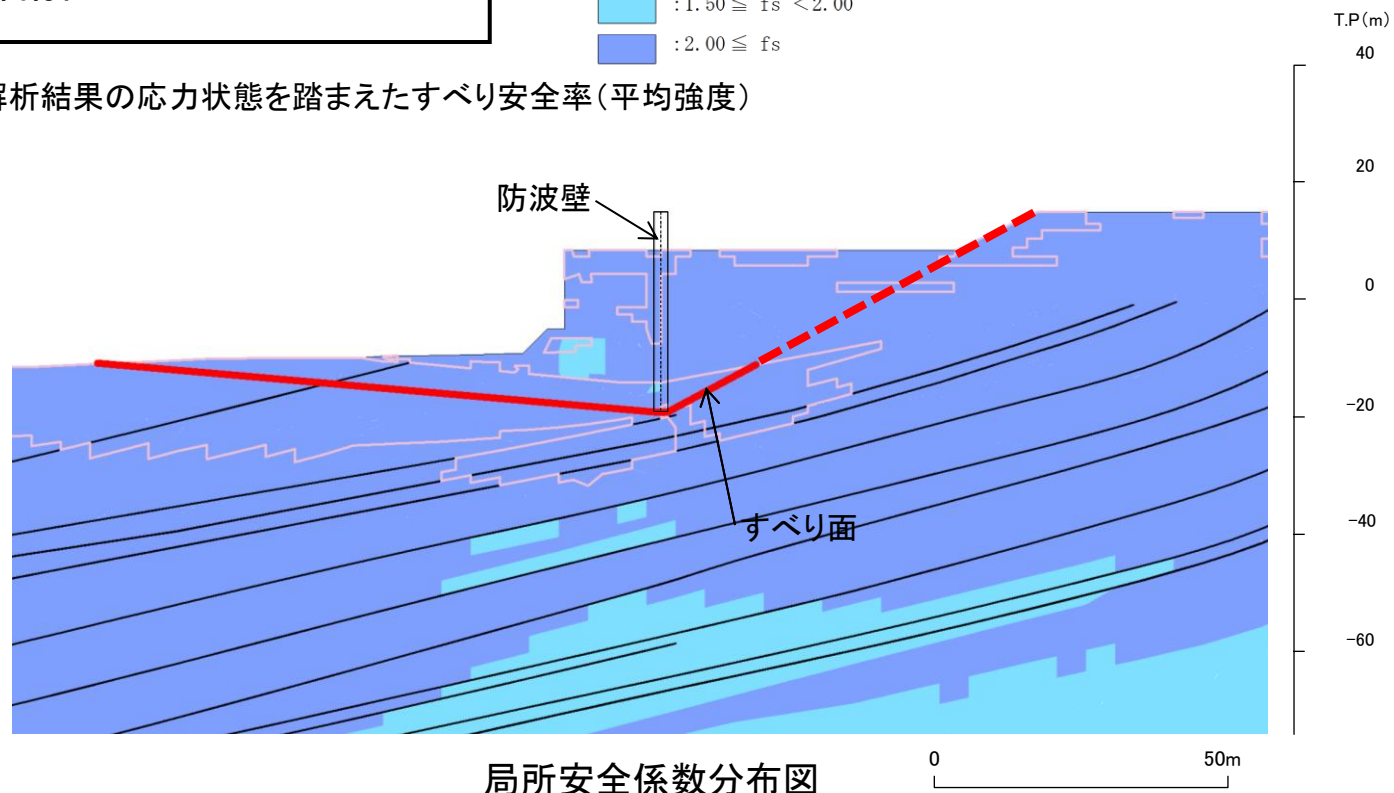 :1.50 ≦ fs <2.00
:2.00 ≦ fs
解析結果の応力状態を踏まえたすべり安全率(平均強度)
T.P(m)
40
20
0
-20
-40
-60
防波壁
すべり面
局所安全係数分布図
0 50m